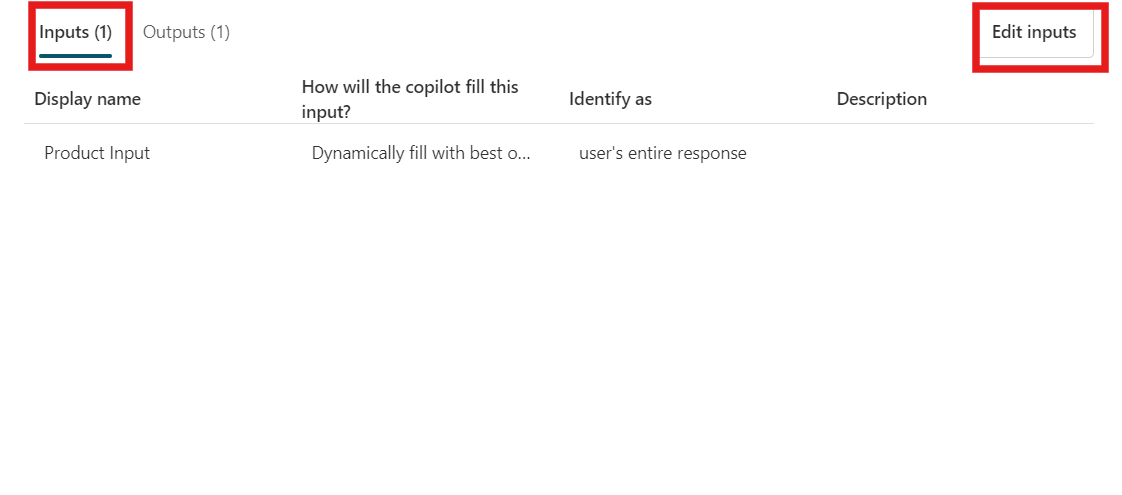 Inputs (1) Outputs (1) Edit inputs
Display name How will the copilot fill this input? Identify as Description
Product Input Dynamically fill with best o... user's entire response